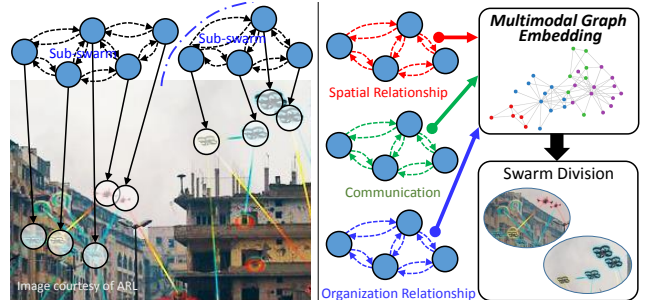 Sub-swarm
Sub-swarm
Image courtesy of ARL
Spatial Relationship
Communication
Organization Relationship
Multimodal Graph
Embedding
Swarm Division